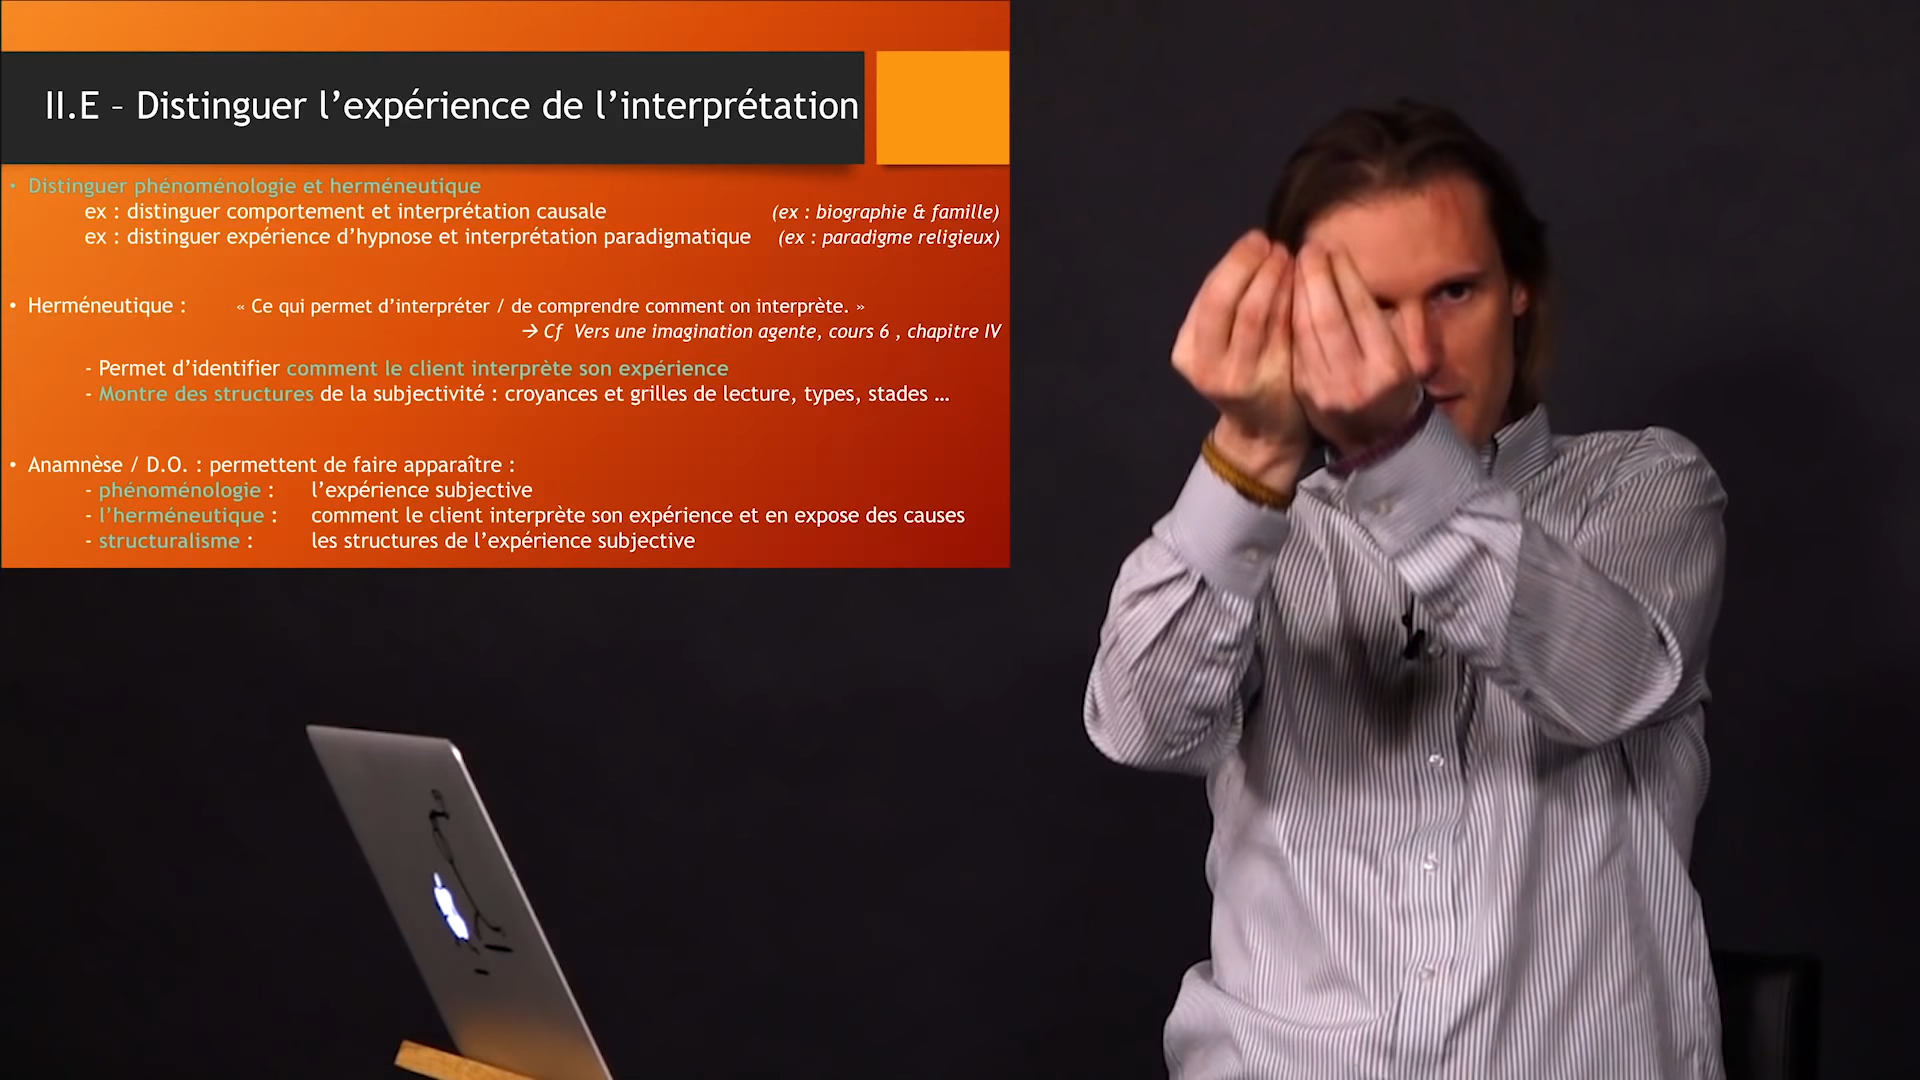 II.E – Distinguer l’expérience de l’interprétation
• Distinguer phénoménologie et herméneutique
ex : distinguer comportement et interprétation causale (ex : biographie & famille)
ex : distinguer expérience d’hypnose et interprétation paradigmatique (ex : paradigme religieux)
• Herméneutique : « Ce qui permet d’interpréter / de comprendre comment on interprète. »
→ Cf Vers une imagination agente, cours 6 , chapitre IV
- Permet d’identifier comment le client interprète son expérience
- Montre des structures de la subjectivité : croyances et grilles de lecture, types, stades …
• Anamnèse / D.O. : permettent de faire apparaître :
- phénoménologie : l’expérience subjective
- l’herméneutique : comment le client interprète son expérience et en expose des causes
- structuralisme : les structures de l’expérience subjective